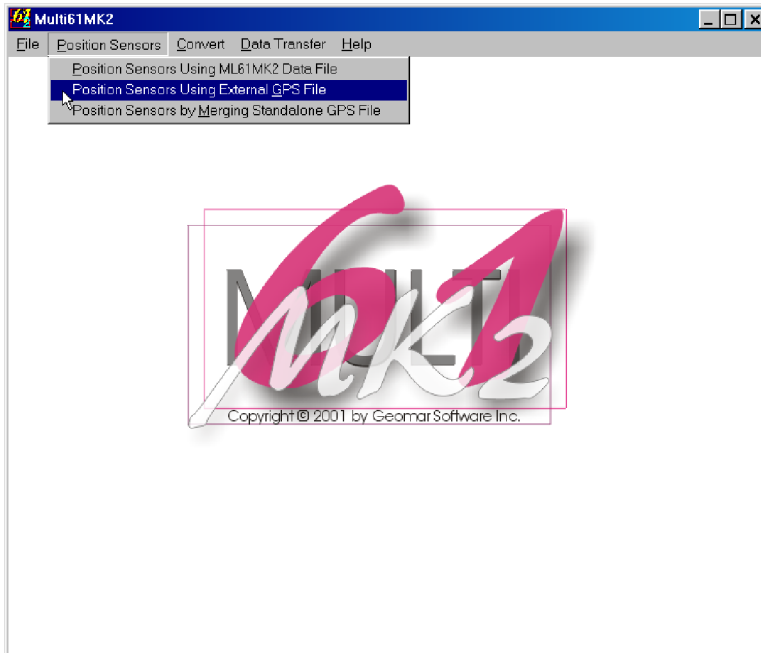 Multi61MK2
File Position Sensors Convert Data Transfer Help
Position Sensors Using ML61MK2 Data File
Position Sensors Using External GPS File
Position Sensors by Merging Standalone GPS File
MULTI
61
MK2
Copyright © 2001 by Geomar Software Inc.